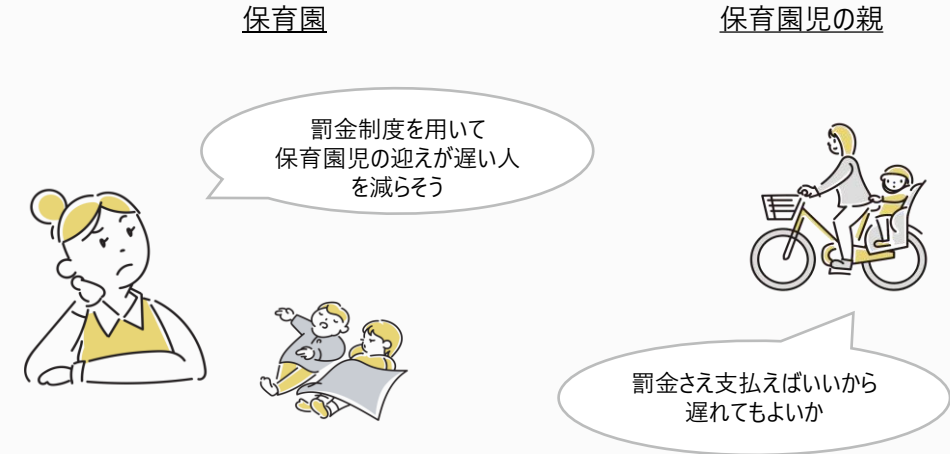 保育園
保育園児の親
罰金制度を用いて
保育園児の迎えが遅い人
を減らそう
罰金さえ支払えばいいから
遅れてもよいか